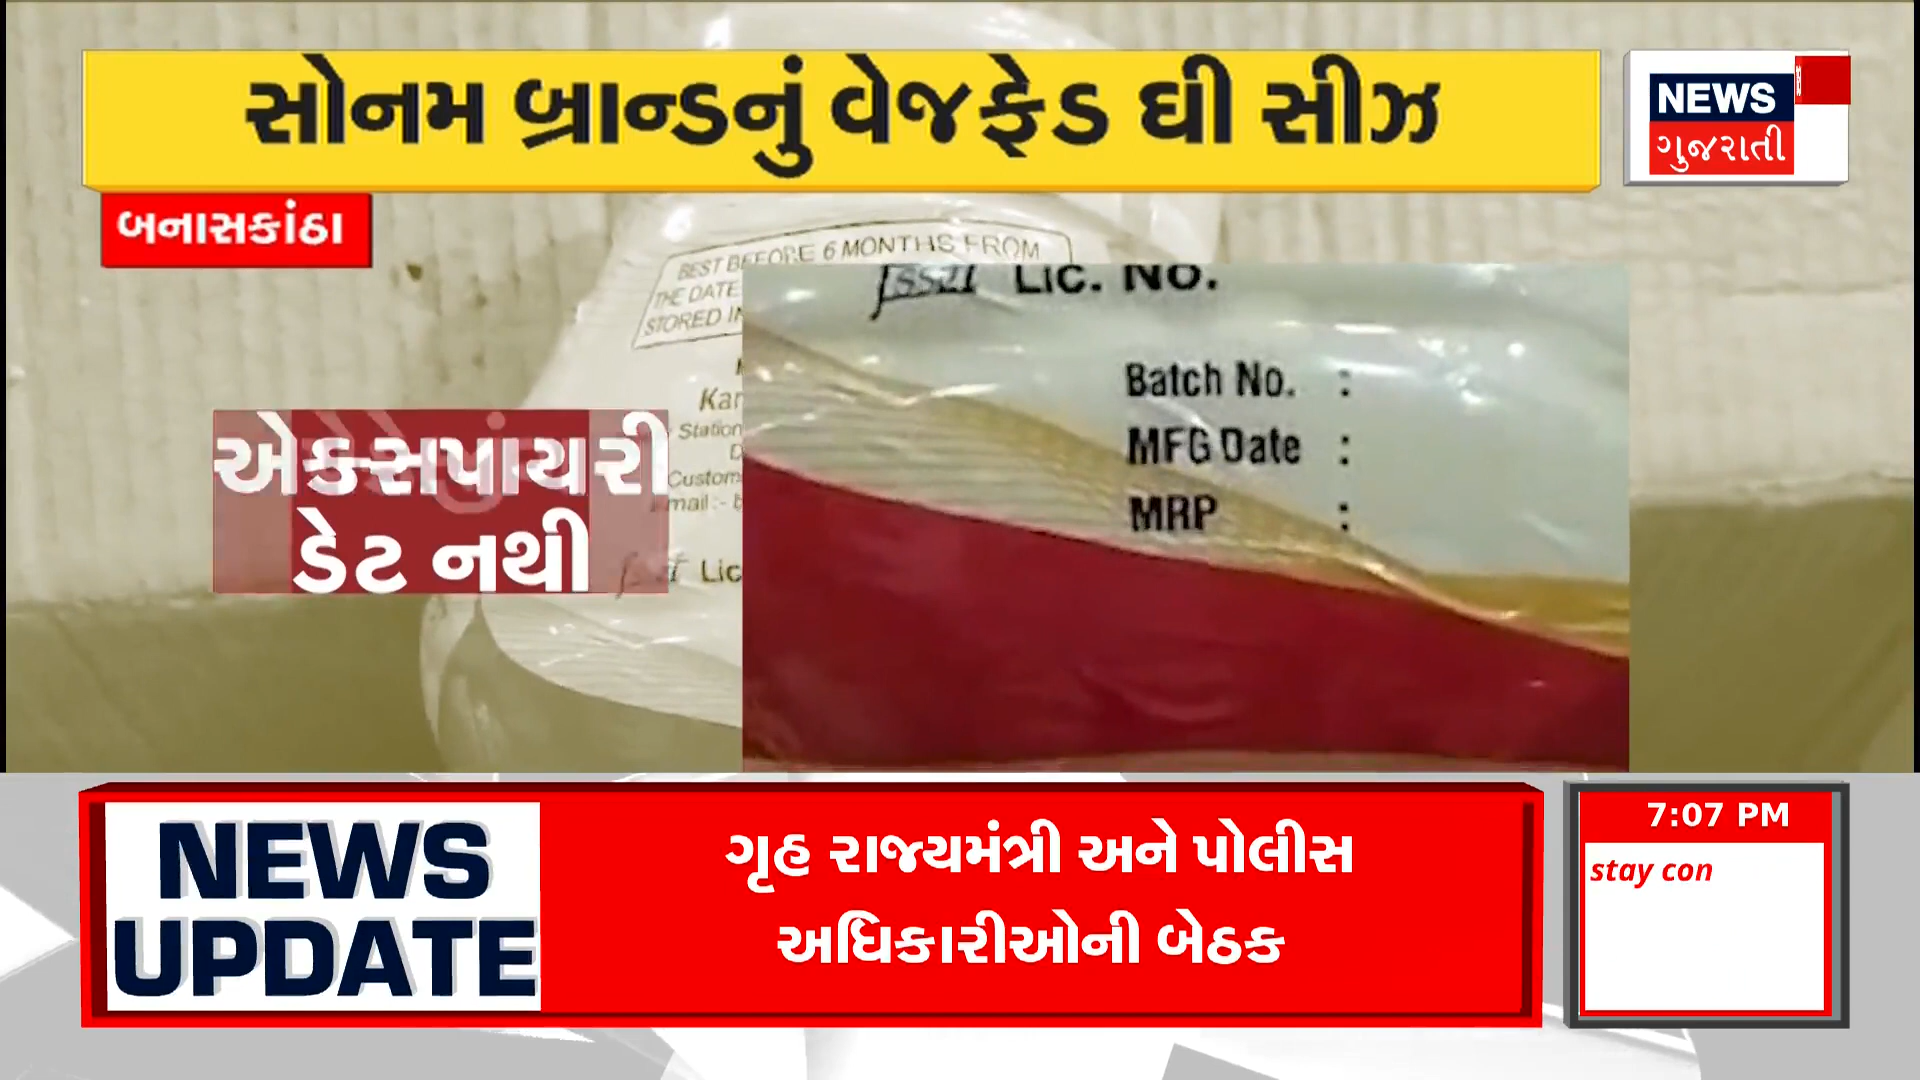 સોનમ બ્રાન્ડનું વેજફેડ ઘી સીઝ
NEWS
ગુજરાતી
બનાસકાંઠા
BEST BEFORE 6 MONTHS FROM
THE DATE
STORED IN
fssai Lic. No.
Batch No. :
MFG Date :
MRP :
Kar
Station
Custom
mail :-
Lic
એક્સપાયરી
ડેટ નથી
NEWS
UPDATE
ગૃહ રાજ્યમંત્રી અને પોલીસ
અધિકારીઓની બેઠક
7:07 PM
stay con